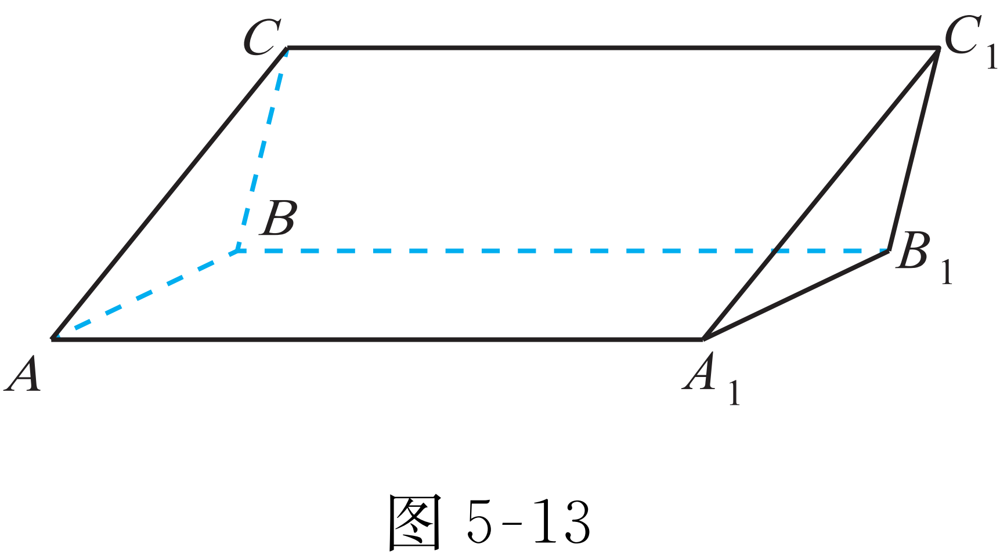 C C₁
B B₁
A A₁
图 5-13